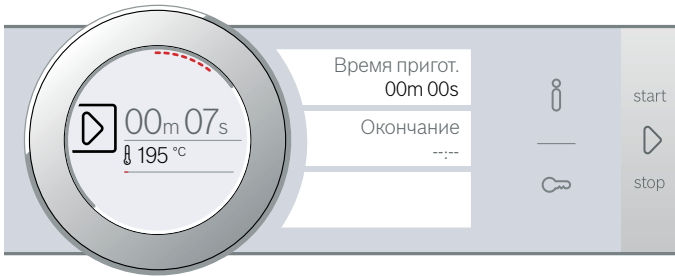 00m 07s
195 °C
Время пригот.
00m 00s
Окончание
--:--
start
stop